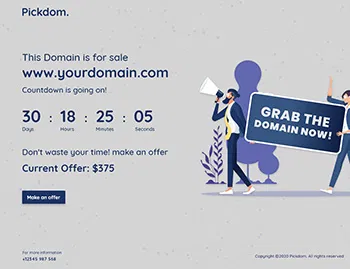 Pickdom.
This Domain is for sale
www.yourdomain.com
Countdown is going on!
30 : 18 : 25 : 05
Days Hours Minutes Seconds
GRAB THE
DOMAIN NOW!
Don't waste your time! make an offer
Current Offer: $375
Make an offer
For more information
+12345 987 568
Copyright ©2020 Pickdom. All rights reserved